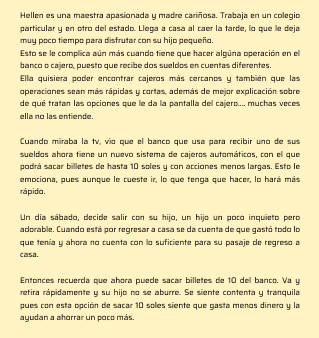 Hellen es una maestra apasionada y madre cariñosa. Trabaja en un colegio
particular y en otro del estado. Llega a casa al caer la tarde, lo que le deja
muy poco tiempo para disfrutar con su hijo pequeño.
Esto se le complica aún cuando tiene que hacer alguna operación en el
banco o cajero, puesto que recibe dos sueldos en cuentas diferentes.
Ella quisiera poder encontrar cajeros más cercanos y también que las
operaciones sean más rápidas y cortas, además de mejor explicación sobre
de qué tratan las opciones que le da la pantalla del cajero.... muchas veces
ella no las entiende.
Cuando miraba la tv, vio que el banco que usa para recibir uno de sus
sueldos ahora tiene un nuevo sistema de cajeros automáticos, con el que
podrá sacar billetes de hasta 10 soles y con acciones menos largas. Esto le
emociona, pues aunque le cueste ir, lo que tenga que hacer, lo hará más
rápido.
Un día sábado, decide salir con su hijo, un hijo un poco inquieto pero
adorable. Cuando está por regresar a casa se da cuenta de que gastó todo lo
que tenía y ahora no cuenta con lo suficiente para su pasaje de regreso a
casa.
Entonces recuerda que ahora puede sacar billetes de 10 del banco. Va y
retira rápidamente y su hijo no se aburre. Se siente contenta y tranquila
pues con esta opción de sacar 10 soles siente que gasta menos dinero y la
ayudan a ahorrar un poco más.